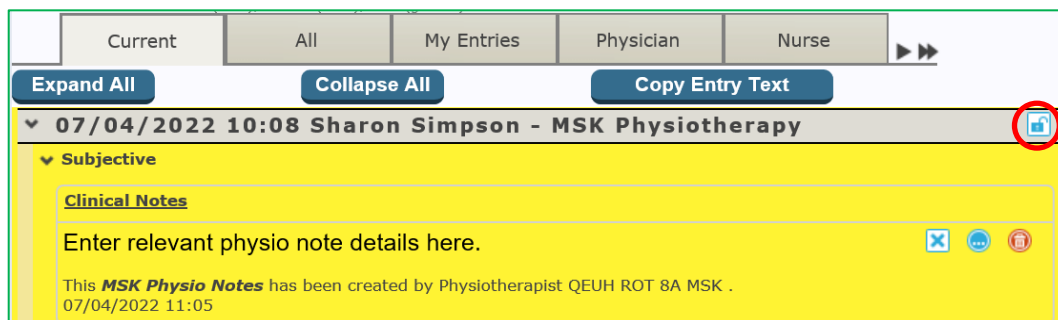 Current All My Entries Physician Nurse
Expand All Collapse All Copy Entry Text
07/04/2022 10:08 Sharon Simpson - MSK Physiotherapy
Subjective
Clinical Notes
Enter relevant physio note details here.
This MSK Physio Notes has been created by Physiotherapist QEUH ROT 8A MSK .
07/04/2022 11:05